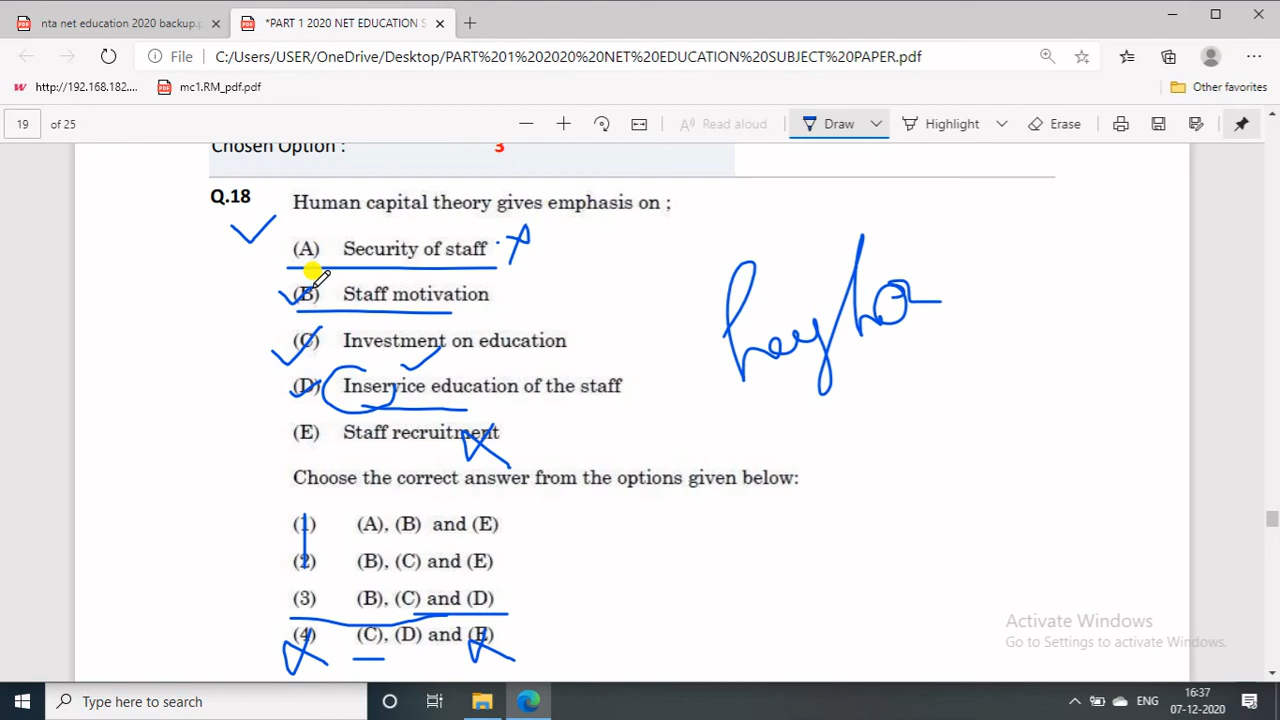 nta net education 2020 backup.p
*PART 1 2020 NET EDUCATION S
File C:/Users/USER/OneDrive/Desktop/PART%201%202020%20NET%20EDUCATION%20SUBJECT%20PAPER.pdf
http://192.168.182.... mc1.RM_pdf.pdf Other favorites
19 of 25 Read aloud Draw Highlight Erase
Chosen Option : 3
Q.18 Human capital theory gives emphasis on ;
(A) Security of staff
(B) Staff motivation
(C) Investment on education
(D) Inservice education of the staff
(E) Staff recruitment
Choose the correct answer from the options given below:
(1) (A), (B) and (E)
(2) (B), (C) and (E)
(3) (B), (C) and (D)
(4) (C), (D) and (E)
Activate Windows
Go to Settings to activate Windows.
Type here to search
ENG
16:37
07-12-2020